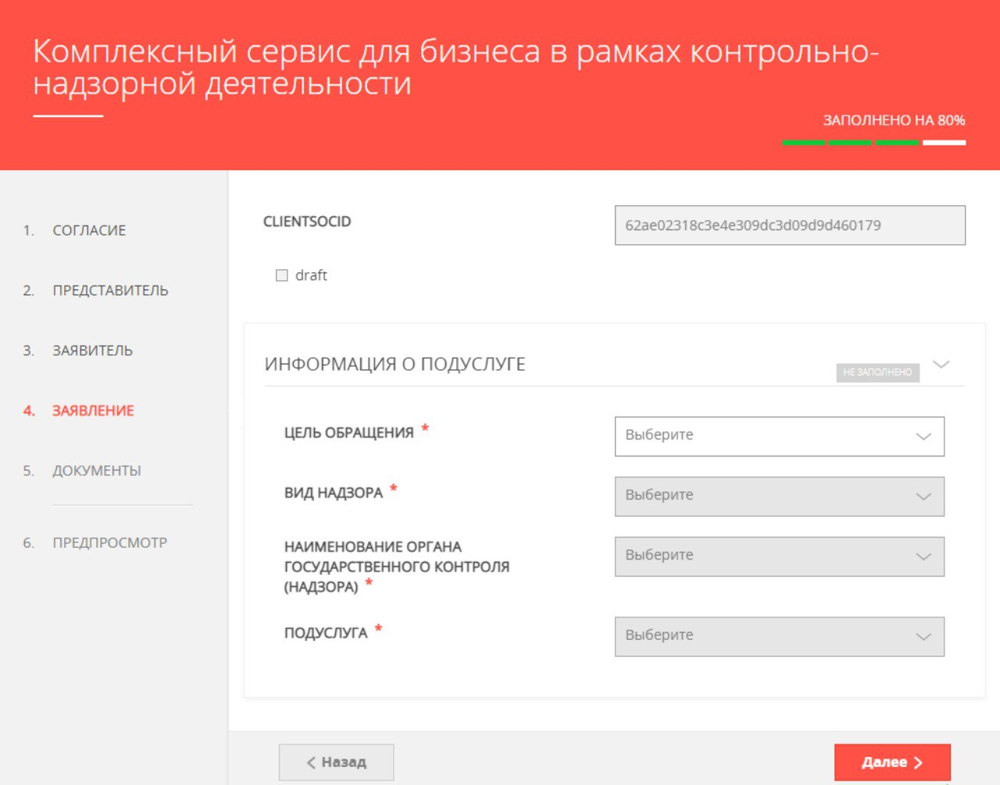 Комплексный сервис для бизнеса в рамках контрольно-
надзорной деятельности
ЗАПОЛНЕНО НА 80%
1. СОГЛАСИЕ
2. ПРЕДСТАВИТЕЛЬ
3. ЗАЯВИТЕЛЬ
4. ЗАЯВЛЕНИЕ
5. ДОКУМЕНТЫ
6. ПРЕДПРОСМОТР
CLIENTSOCID
62ae02318c3e4e309dc3d09d9d460179
draft
ИНФОРМАЦИЯ О ПОДУСЛУГЕ
НЕ ЗАПОЛНЕНО
ЦЕЛЬ ОБРАЩЕНИЯ *
Выберите
ВИД НАДЗОРА *
Выберите
НАИМЕНОВАНИЕ ОРГАНА
ГОСУДАРСТВЕННОГО КОНТРОЛЯ
(НАДЗОРА) *
Выберите
ПОДУСЛУГА *
Выберите
Назад
Далее